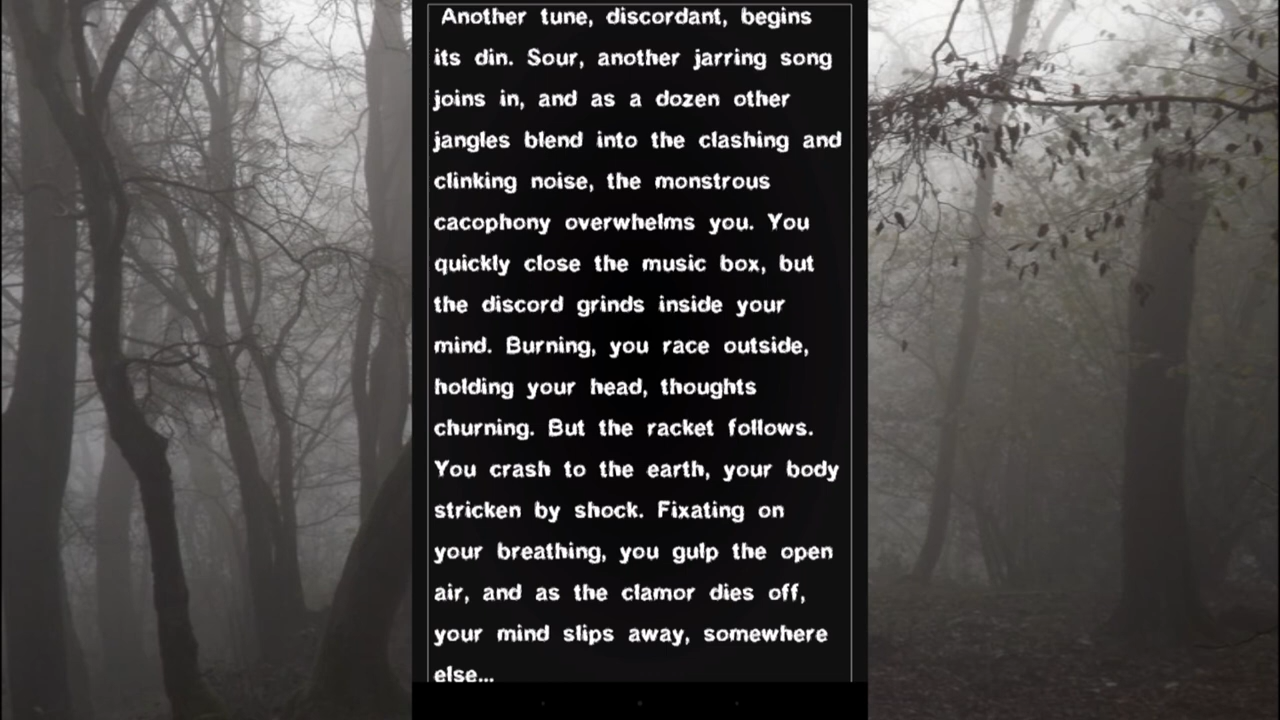 Another tune, discordant, begins
its din. Sour, another jarring song
joins in, and as a dozen other
jangles blend into the clashing and
clinking noise, the monstrous
cacophony overwhelms you. You
quickly close the music box, but
the discord grinds inside your
mind. Burning, you race outside,
holding your head, thoughts
churning. But the racket follows.
You crash to the earth, your body
stricken by shock. Fixating on
your breathing, you gulp the open
air, and as the clamor dies off,
your mind slips away, somewhere
else...